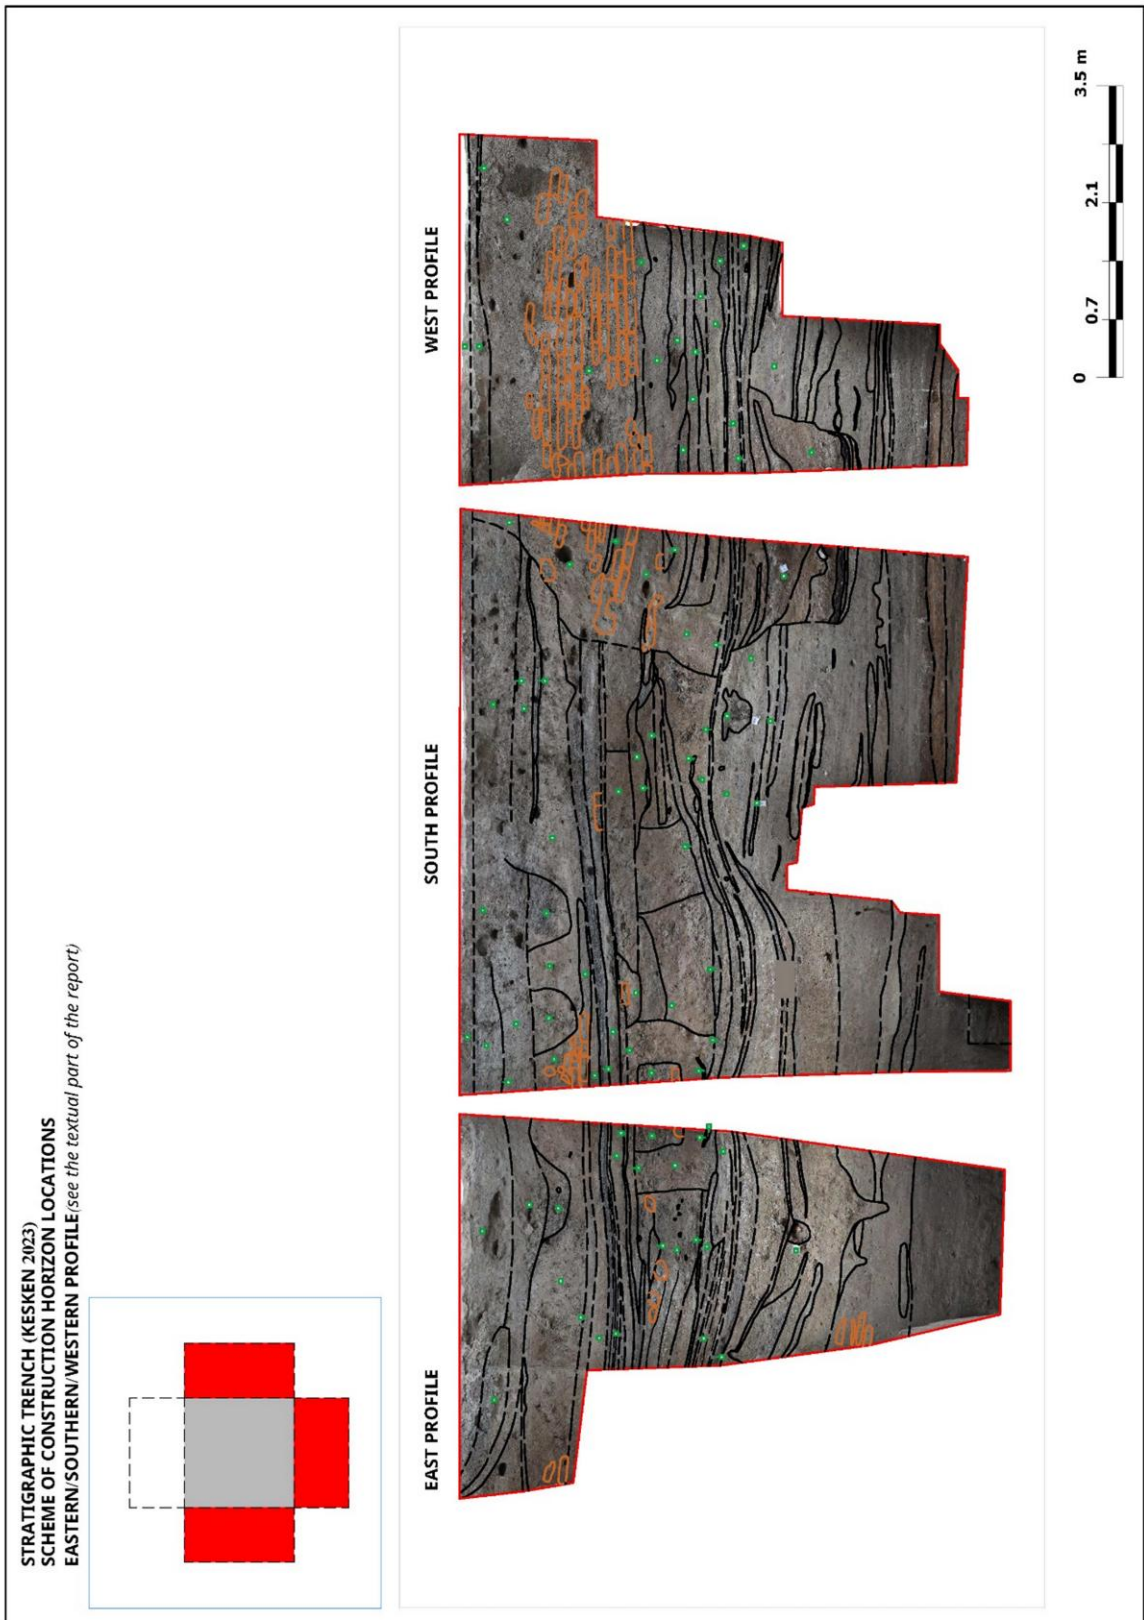 STRATIGRAPHIC TRENCH (KESKEN 2023)
SCHEME OF CONSTRUCTION HORIZON LOCATIONS
EASTERN/SOUTHERN/WESTERN PROFILE(see the textual part of the report)
EAST PROFILE
SOUTH PROFILE
WEST PROFILE
0
0.7
2.1
3.5 m